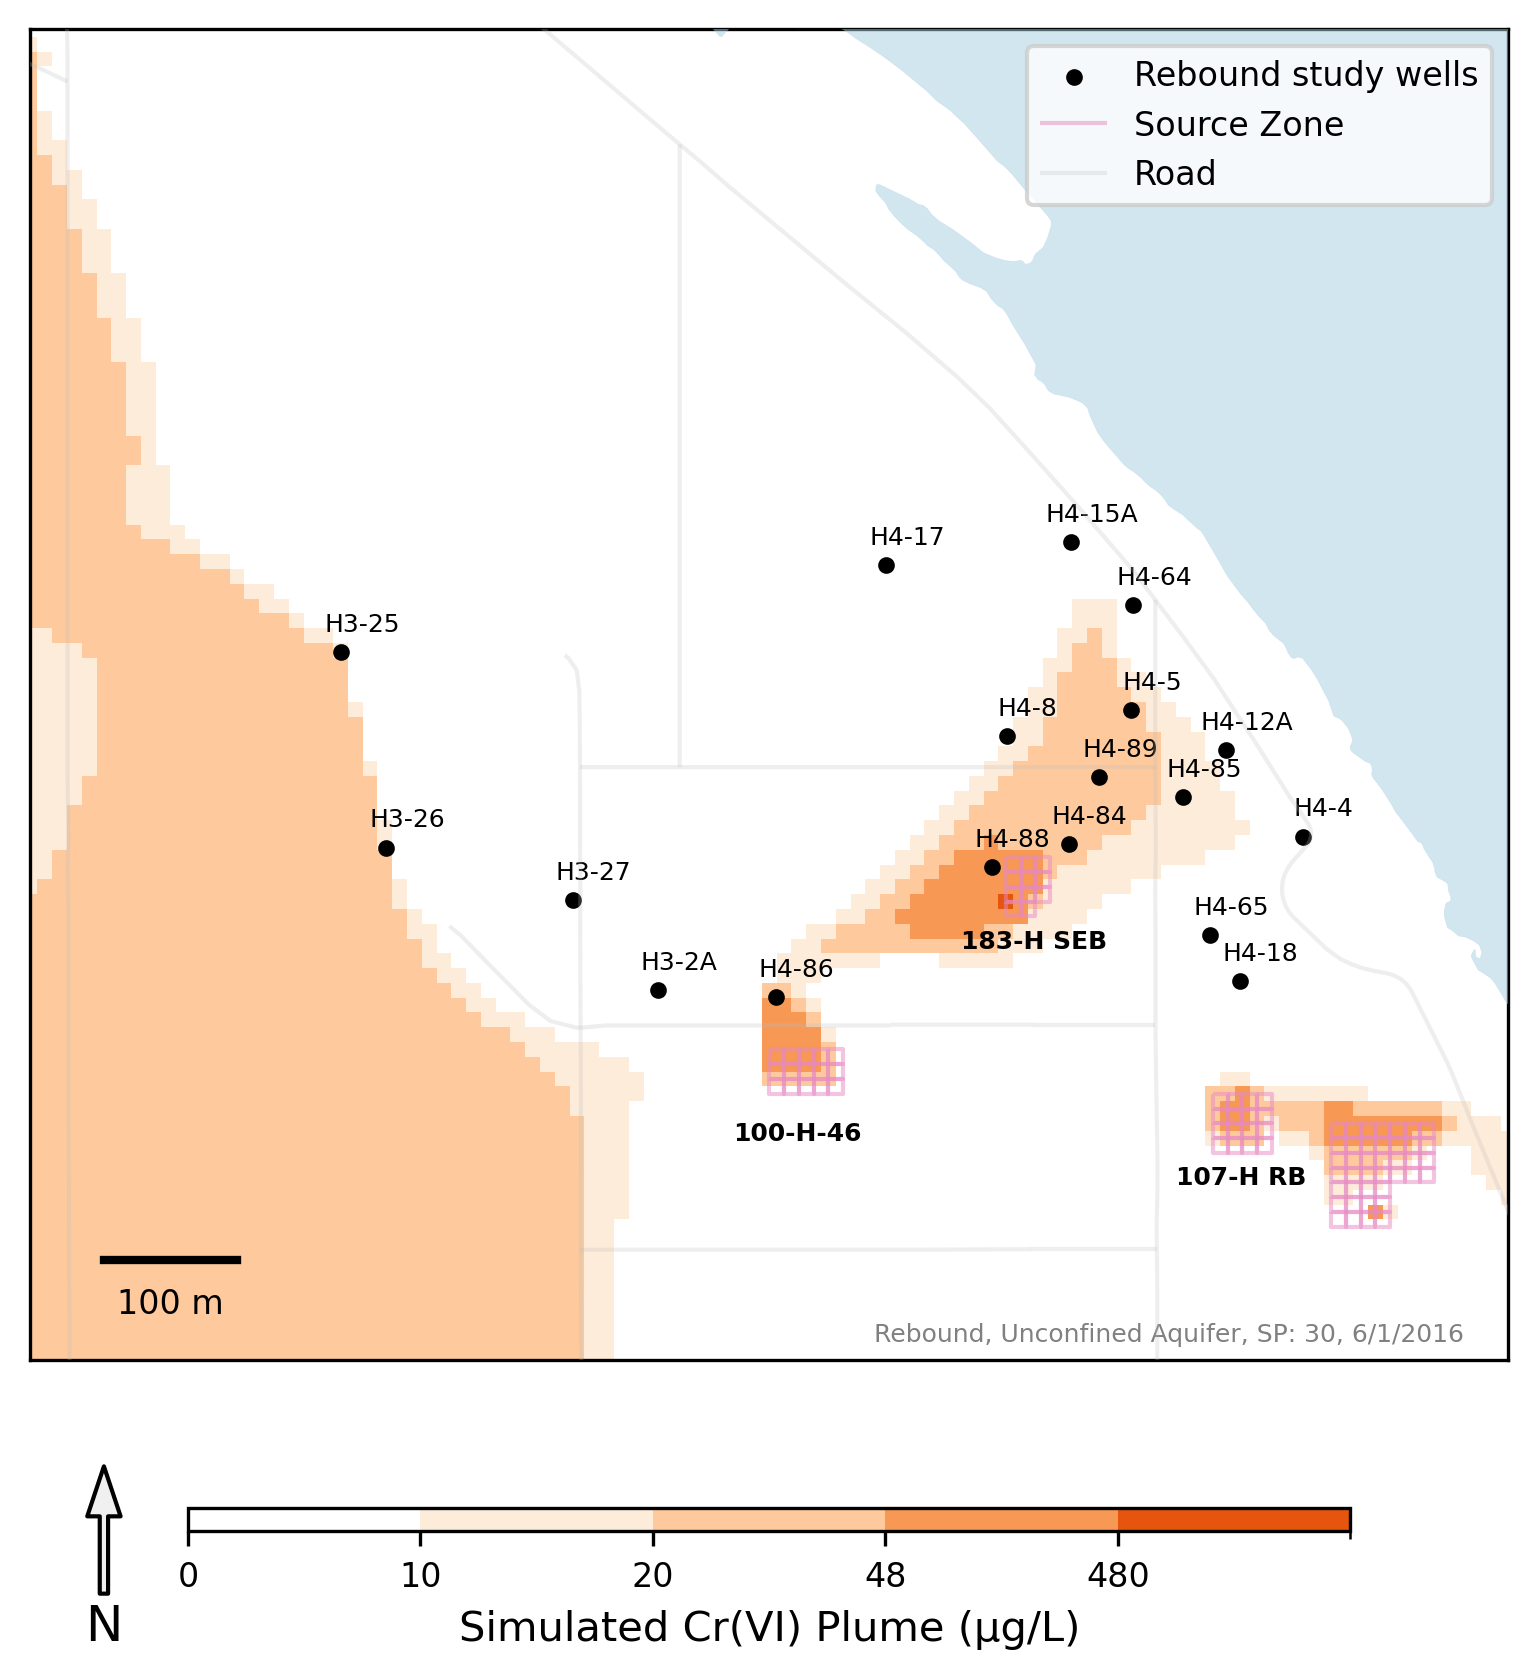 Rebound study wells
Source Zone
Road
H4-15A
H4-17
H4-64
H3-25
H4-5
H4-8
H4-12A
H4-89
H4-85
H4-4
H3-26
H4-84
H4-88
H3-27
H4-65
183-H SEB
H4-18
H3-2A
H4-86
100-H-46
107-H RB
100 m
Rebound, Unconfined Aquifer, SP: 30, 6/1/2016
0 10 20 48 480
N
Simulated Cr(VI) Plume (μg/L)